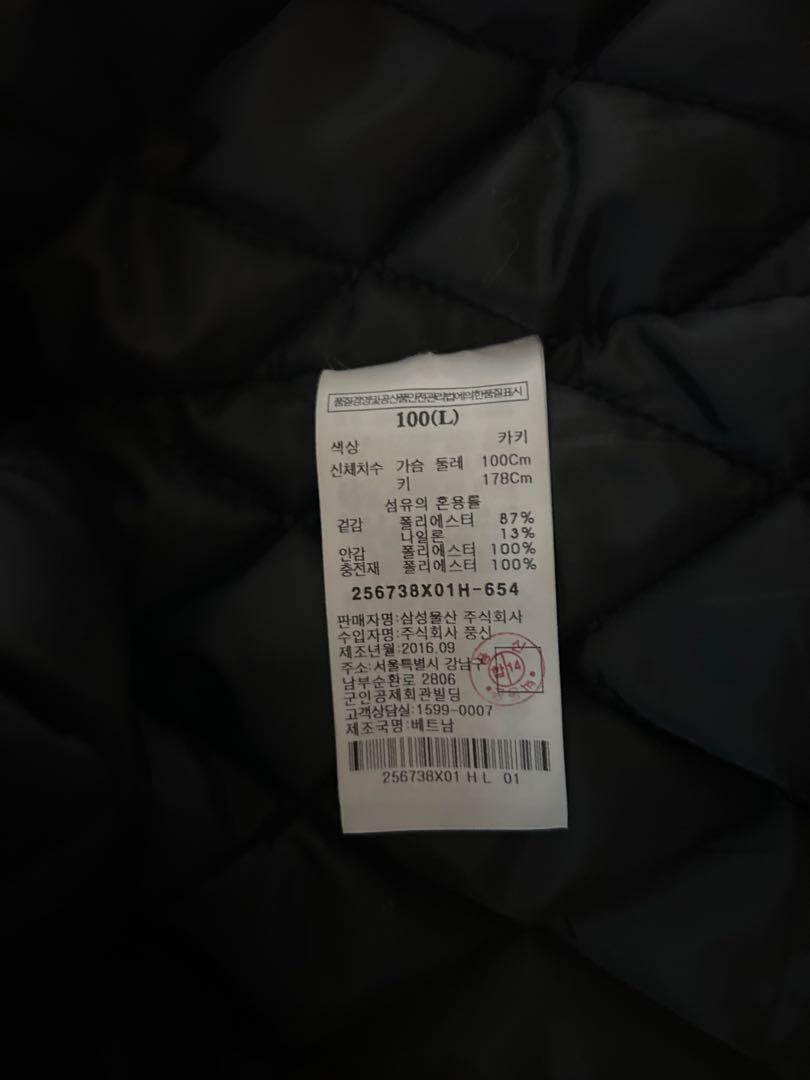 품질경영및공산품안전관리법에의한품질표시
100(L)
색상 카키
신체치수 가슴 둘레 100Cm
키 178Cm
섬유의 혼용률
겉감 폴리에스터 87%
나일론 13%
안감 폴리에스터 100%
충전재 폴리에스터 100%
256738X01H-654
판매자명:삼성물산 주식회사
수입자명:주식회사 풍신
제조년월:2016.09
주소:서울특별시 강남구
남부순환로 2806
군인공제회관빌딩
고객상담실:1599-0007
제조국명:베트남
256738X01 H L 01